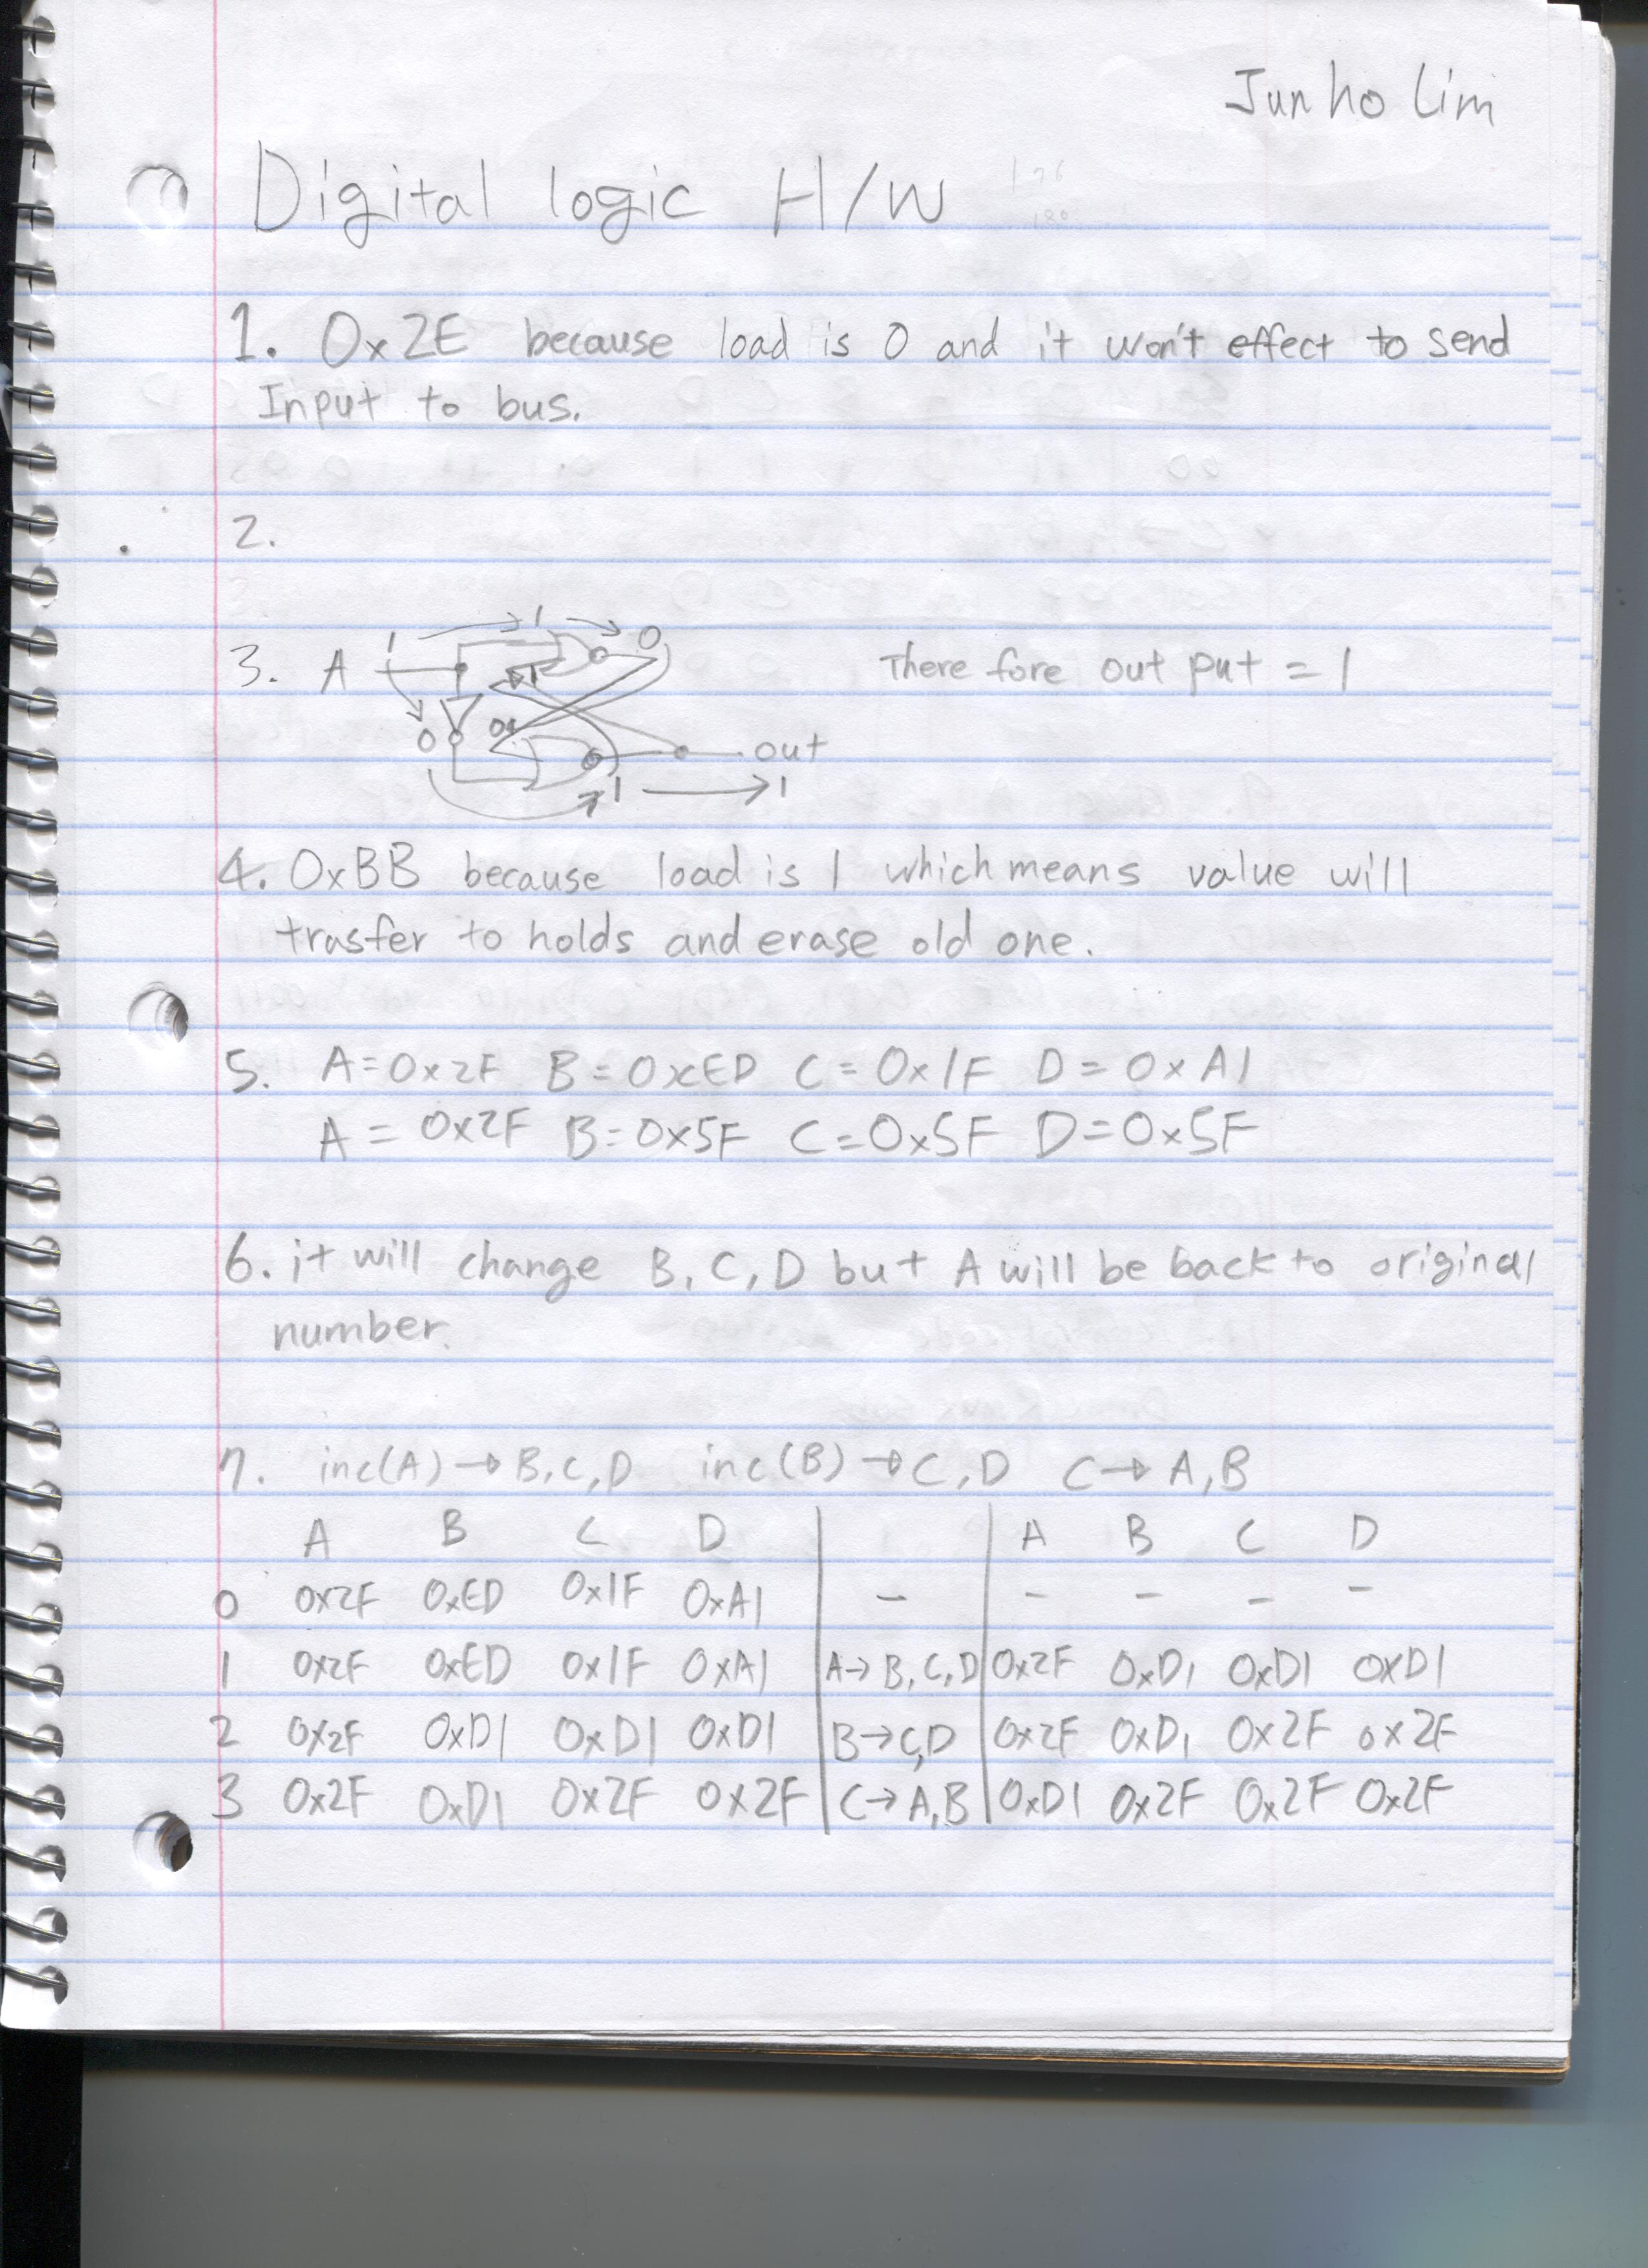 Junho Lim
Digital logic H/W
1. 0x2E because load is 0 and it won't effect to send
Input to bus.
2.
3. A 1 1 0 There fore out put = 1
0 0 1 out
1 1
4. 0xBB because load is 1 which means value will
trasfer to holds and erase old one.
5. A=0x2F B=0xED C=0x1F D=0xA1
A=0x2F B=0x5F C=0x5F D=0x5F
6. it will change B, C, D but A will be back to original
number.
7. inc(A)→B,C,D inc(B)→C,D C→A,B
A B C D A B C D
0 0x2F 0xED 0x1F 0xA1 - - - - -
1 0x2F 0xED 0x1F 0xA1 A→B,C,D 0x2F 0xD1 0xD1 0xD1
2 0x2F 0xD1 0xD1 0xD1 B→C,D 0x2F 0xD1 0x2F 0x2F
3 0x2F 0xD1 0x2F 0x2F C→A,B 0xD1 0x2F 0x2F 0x2F